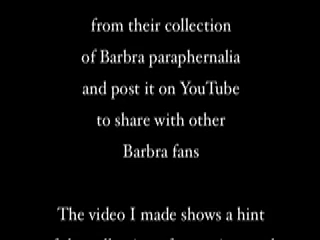 from their collection
of Barbra paraphernalia
and post it on YouTube
to share with other
Barbra fans
The video I made shows a hint